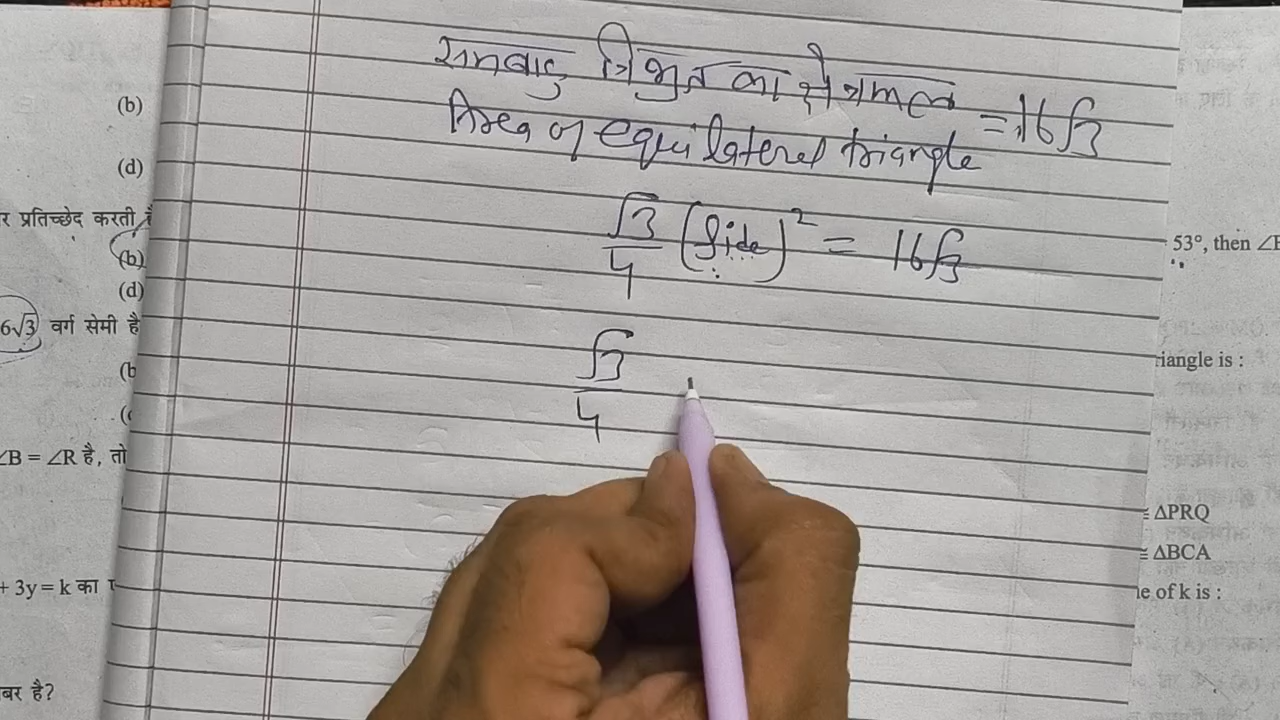 (b)
(d)
र प्रतिच्छेद करती है
(b)
(d)
6√3 वर्ग सेमी है
(b
∠B = ∠R है, तो
+ 3y = k का
बर है?
समबाहु त्रिभुज का क्षेत्रफल
Area of equilateral triangle = 16√3
√3/4 (Side)² = 16√3
√3/4
53°, then ∠
riangle is :
≅ ΔPRQ
≅ ΔBCA
e of k is :